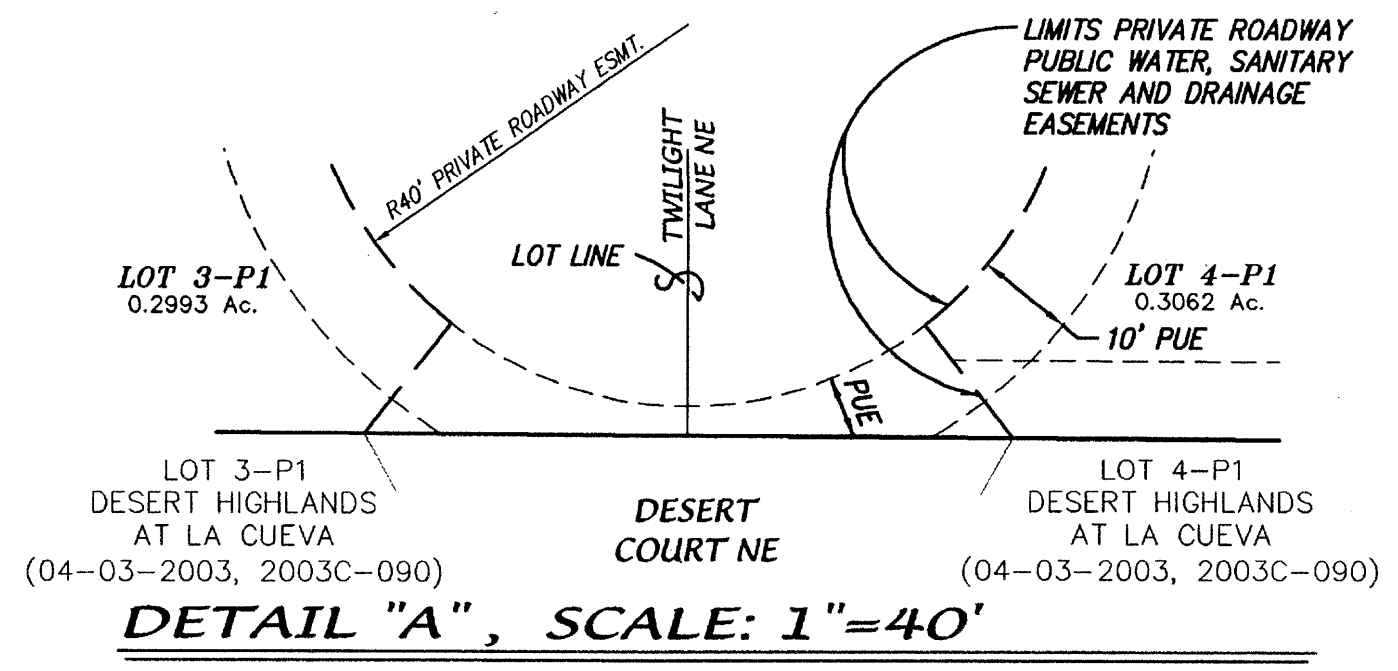 LIMITS PRIVATE ROADWAY
PUBLIC WATER, SANITARY
SEWER AND DRAINAGE
EASEMENTS
R40' PRIVATE ROADWAY ESMT.
TWILIGHT
LANE NE
LOT LINE
LOT 3-P1
0.2993 Ac.
LOT 4-P1
0.3062 Ac.
10' PUE
PUE
LOT 3-P1
DESERT HIGHLANDS
AT LA CUEVA
(04-03-2003, 2003C-090)
DESERT
COURT NE
LOT 4-P1
DESERT HIGHLANDS
AT LA CUEVA
(04-03-2003, 2003C-090)
DETAIL "A", SCALE: 1"=40'